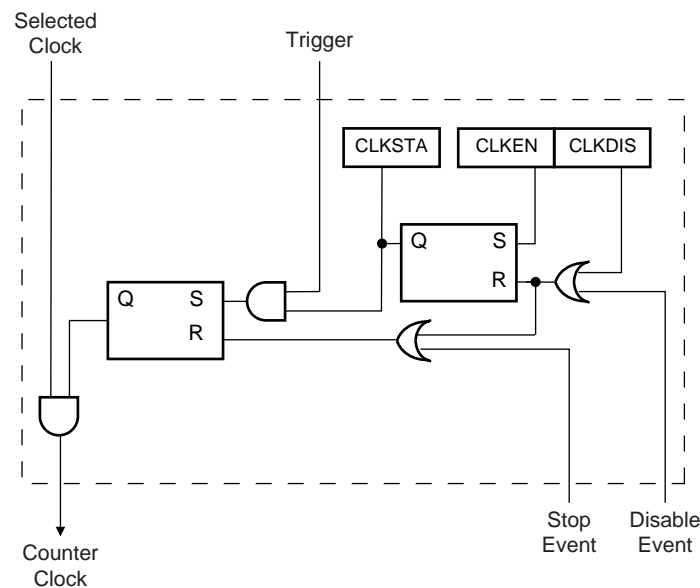 Selected
Clock
Trigger
CLKSTA
CLKEN
CLKDIS
Q
S
R
Q
S
R
Stop
Event
Disable
Event
Counter
Clock